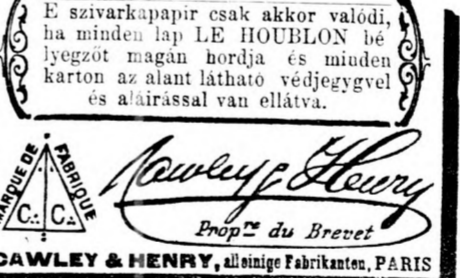 E szivarkapapir csak akkor valódi,
ha minden lap LE HOUBLON bé
lyegzőt magán hordja és minden
karton az alant látható védjegygyel
és aláirással van ellátva.
MARQUE DE FABRIQUE
C. C.
Cawley & Henry
Propre du Brevet
CAWLEY & HENRY, alleinige Fabrikanten, PARIS